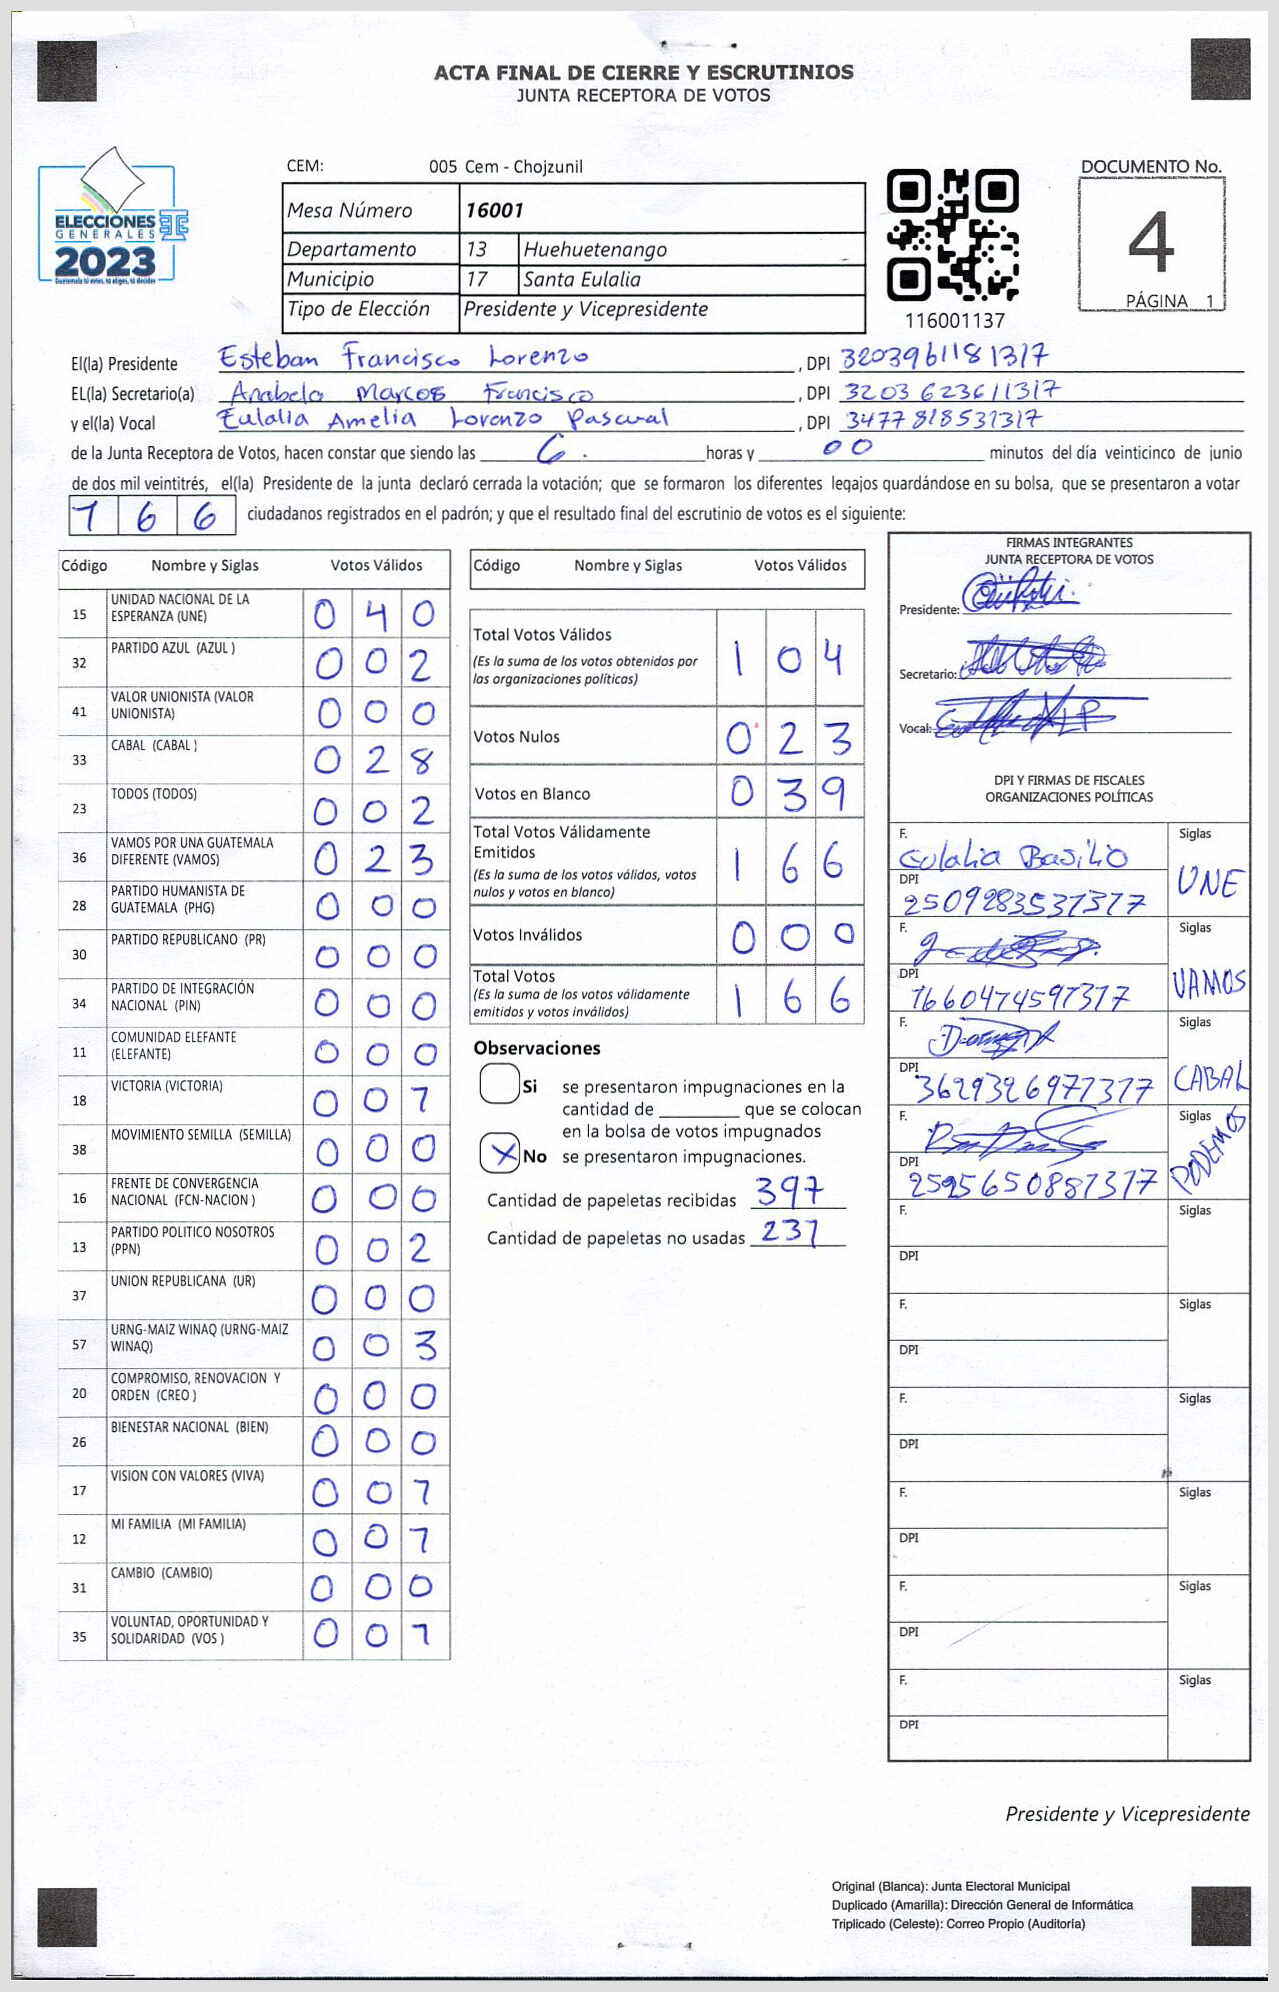 ACTA FINAL DE CIERRE Y ESCRUTINIOS
JUNTA RECEPTORA DE VOTOS
ELECCIONES
GENERALES
2023
CEM: 005 Cem - Chojzunil
Mesa Número 16001
Departamento 13 Huehuetenango
Municipio 17 Santa Eulalia
Tipo de Elección Presidente y Vicepresidente
116001137
DOCUMENTO No.
4
PÁGINA 1
El(la) Presidente Esteban Francisco Lorenzo , DPI 3203961181317
EL(la) Secretario(a) Anabela Marcos Francisco , DPI 3203623611317
y el(la) Vocal Eulalia Amelia Lorenzo Pascual , DPI 3477818531317
de la Junta Receptora de Votos, hacen constar que siendo las 6. horas y 00 minutos del día veinticinco de junio
de dos mil veintitrés, el(la) Presidente de la junta declaró cerrada la votación; que se formaron los diferentes legajos guardándose en su bolsa, que se presentaron a votar
166 ciudadanos registrados en el padrón; y que el resultado final del escrutinio de votos es el siguiente:
Código Nombre y Siglas Votos Válidos
15 UNIDAD NACIONAL DE LA ESPERANZA (UNE) 0 4 0
32 PARTIDO AZUL (AZUL ) 0 0 2
41 VALOR UNIONISTA (VALOR UNIONISTA) 0 0 0
33 CABAL (CABAL ) 0 2 8
23 TODOS (TODOS) 0 0 2
36 VAMOS POR UNA GUATEMALA DIFERENTE (VAMOS) 0 2 3
28 PARTIDO HUMANISTA DE GUATEMALA (PHG) 0 0 0
30 PARTIDO REPUBLICANO (PR) 0 0 0
34 PARTIDO DE INTEGRACIÓN NACIONAL (PIN) 0 0 0
11 COMUNIDAD ELEFANTE (ELEFANTE) 0 0 0
18 VICTORIA (VICTORIA) 0 0 1
38 MOVIMIENTO SEMILLA (SEMILLA) 0 0 0
16 FRENTE DE CONVERGENCIA NACIONAL (FCN-NACION ) 0 0 0
13 PARTIDO POLITICO NOSOTROS (PPN) 0 0 2
37 UNION REPUBLICANA (UR) 0 0 0
57 URNG-MAIZ WINAQ (URNG-MAIZ WINAQ) 0 0 3
20 COMPROMISO, RENOVACION Y ORDEN (CREO ) 0 0 0
26 BIENESTAR NACIONAL (BIEN) 0 0 0
17 VISION CON VALORES (VIVA) 0 0 1
12 MI FAMILIA (MI FAMILIA) 0 0 1
31 CAMBIO (CAMBIO) 0 0 0
35 VOLUNTAD, OPORTUNIDAD Y SOLIDARIDAD (VOS ) 0 0 1
Código Nombre y Siglas Votos Válidos
Total Votos Válidos 1 0 4
(Es la suma de los votos obtenidos por
las organizaciones políticas)
Votos Nulos 0 2 3
Votos en Blanco 0 3 9
Total Votos Válidamente
Emitidos 1 6 6
(Es la suma de los votos válidos, votos
nulos y votos en blanco)
Votos Inválidos 0 0 0
Total Votos 1 6 6
(Es la suma de los votos válidamente
emitidos y votos inválidos)
Observaciones
Si se presentaron impugnaciones en la
cantidad de ________ que se colocan
en la bolsa de votos impugnados
X No se presentaron impugnaciones.
Cantidad de papeletas recibidas 397
Cantidad de papeletas no usadas 231
FIRMAS INTEGRANTES
JUNTA RECEPTORA DE VOTOS
Presidente:
Secretario:
Vocal:
DPI Y FIRMAS DE FISCALES
ORGANIZACIONES POLÍTICAS
F. Eulalia Basilio Siglas UNE
DPI 2509283531317
F. Siglas VAMOS
DPI 1660474591317
F. Siglas CABAL
DPI 3629326971317
F. Siglas PODEMOS
DPI 2595650881317
F. Siglas
DPI
F. Siglas
DPI
F. Siglas
DPI
F. Siglas
DPI
F. Siglas
DPI
F. Siglas
DPI
Presidente y Vicepresidente
Original (Blanca): Junta Electoral Municipal
Duplicado (Amarilla): Dirección General de Informática
Triplicado (Celeste): Correo Propio (Auditoría)